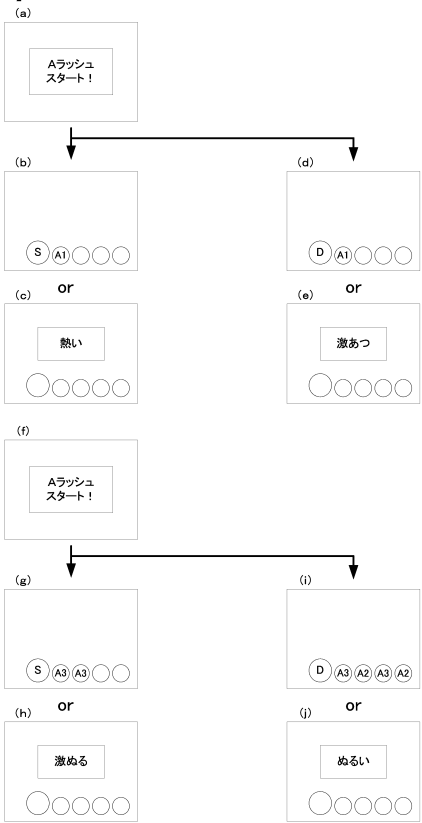 (a)
Aラッシュ
スタート！
(b)
S A1
(d)
D A1
or
or
(c)
熱い
(e)
激あつ
(f)
Aラッシュ
スタート！
(g)
S A3 A3
(i)
D A3 A2 A3 A2
or
or
(h)
激ぬる
(j)
ぬるい